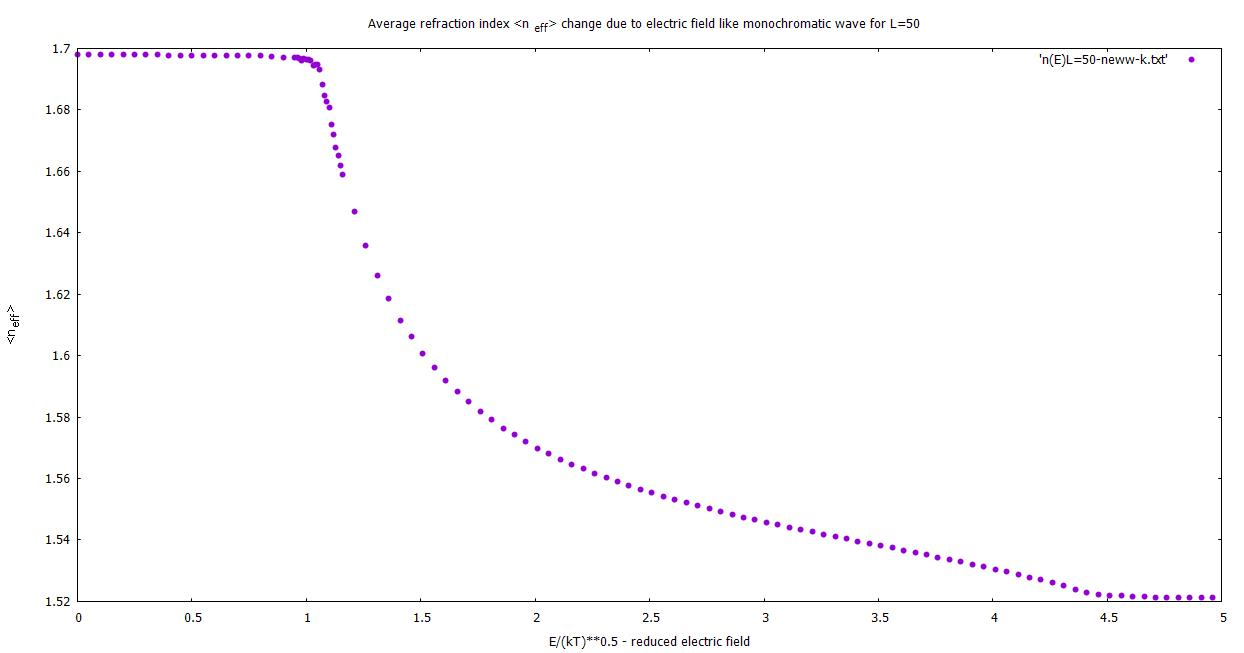 Average refraction index <n eff> change due to electric field like monochromatic wave for L=50
'n(E)L=50-neww-k.txt'
1.7
1.68
1.66
1.64
1.62
1.6
1.58
1.56
1.54
1.52
<neff>
0 0.5 1 1.5 2 2.5 3 3.5 4 4.5 5
E/(kT)**0.5 - reduced electric field